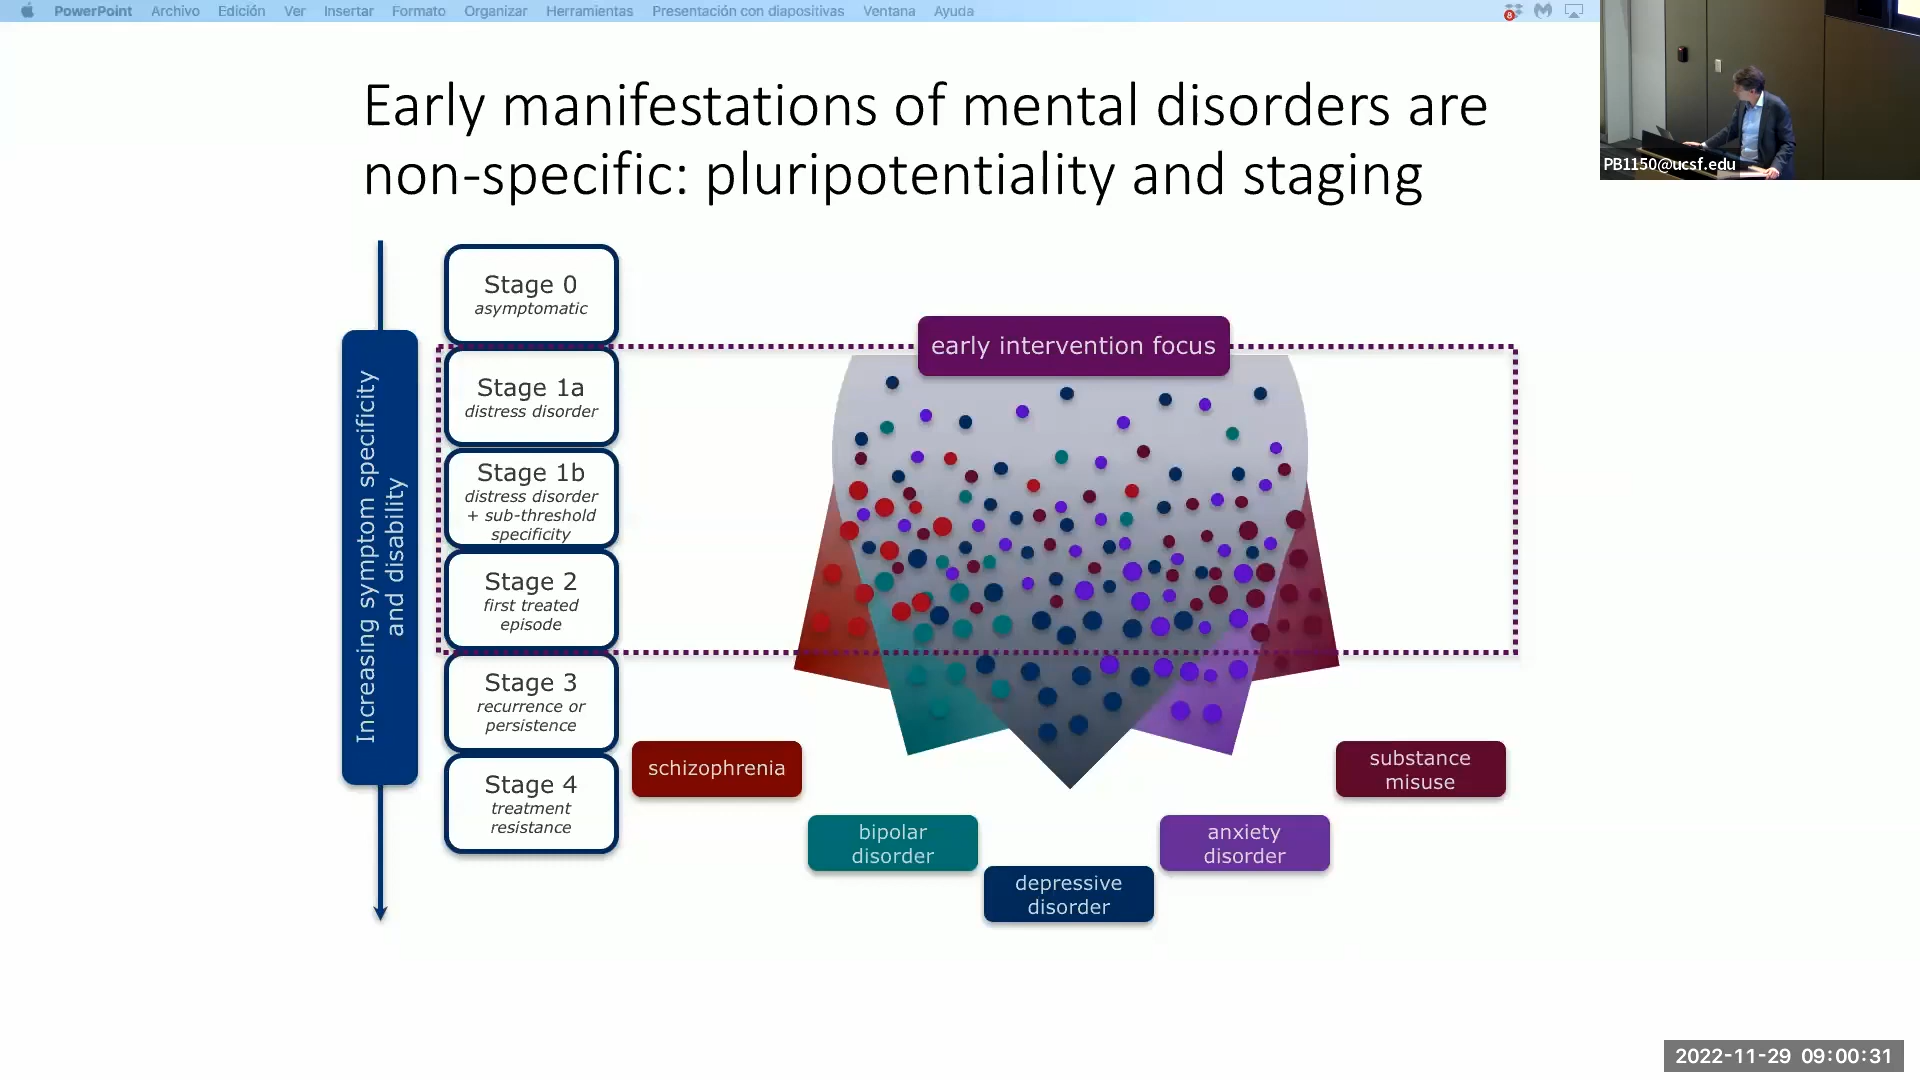 PowerPoint Archivo Edición Ver Insertar Formato Organizar Herramientas Presentación con diapositivas Ventana Ayuda
8
PB1150@ucsf.edu
Early manifestations of mental disorders are
non-specific: pluripotentiality and staging
Increasing symptom specificity
and disability
Stage 0
asymptomatic
early intervention focus
Stage 1a
distress disorder
Stage 1b
distress disorder
+ sub-threshold
specificity
Stage 2
first treated
episode
Stage 3
recurrence or
persistence
Stage 4
treatment
resistance
schizophrenia
bipolar
disorder
depressive
disorder
anxiety
disorder
substance
misuse
2022-11-29 09:00:31